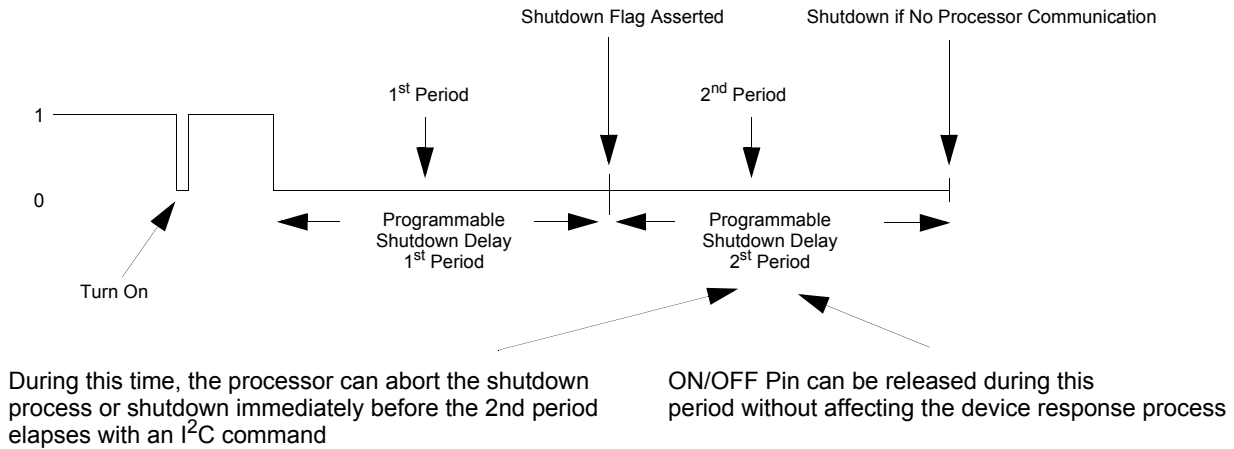 Shutdown Flag Asserted
Shutdown if No Processor Communication
1st Period
2nd Period
1
0
Programmable
Shutdown Delay
1st Period
Programmable
Shutdown Delay
2st Period
Turn On
During this time, the processor can abort the shutdown
process or shutdown immediately before the 2nd period
elapses with an I2C command
ON/OFF Pin can be released during this
period without affecting the device response process